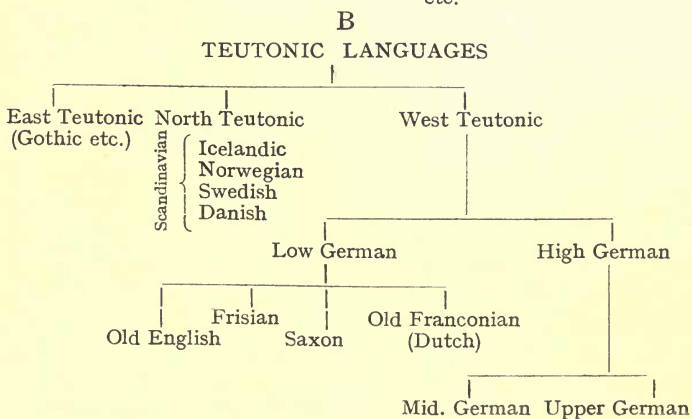 etc.
B
TEUTONIC LANGUAGES
East Teutonic North Teutonic West Teutonic
(Gothic etc.)
Scandinavian
Icelandic
Norwegian
Swedish
Danish
Low German High German
Old English Frisian Saxon Old Franconian
(Dutch)
Mid. German Upper German